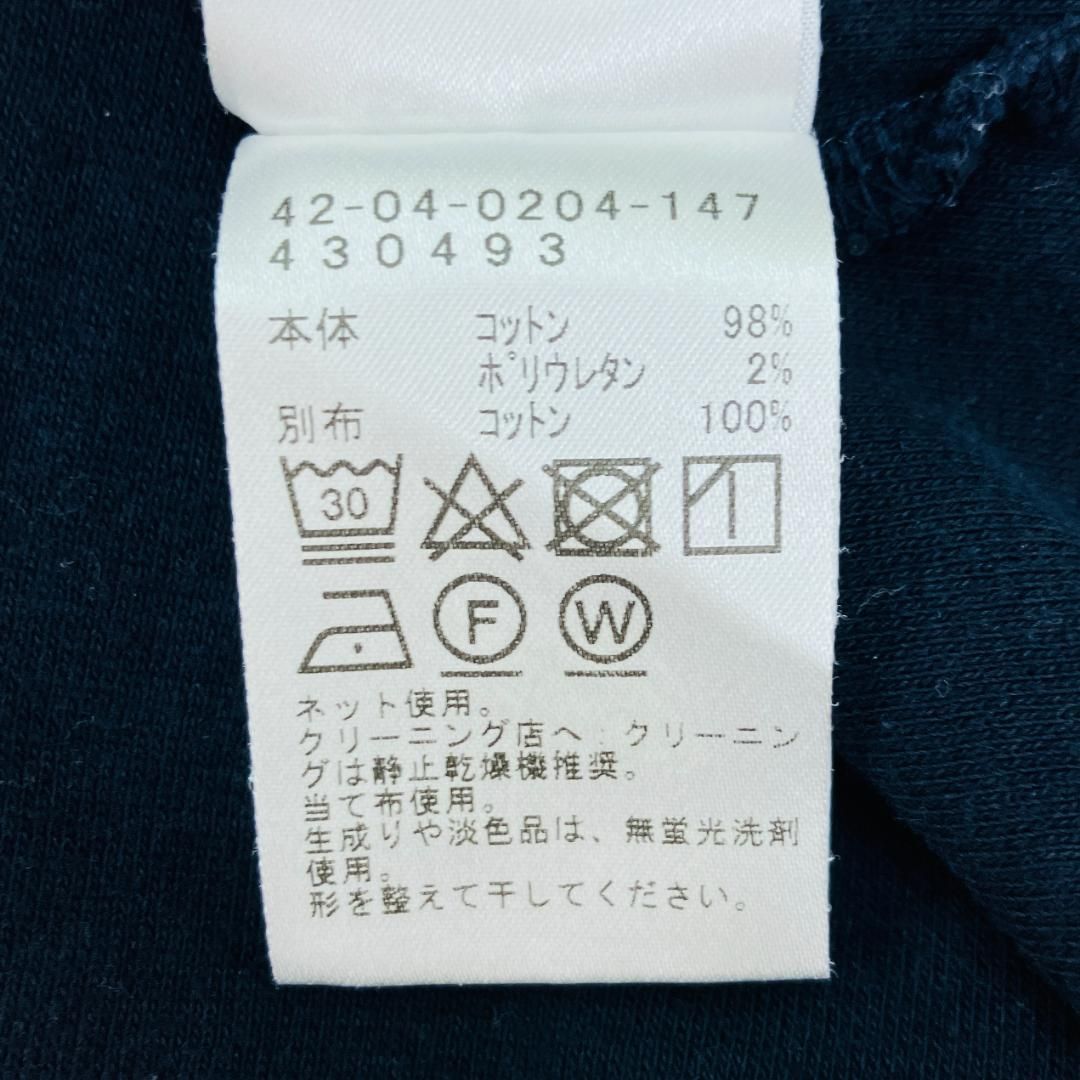 42-04-0204-147
430493
本体 コットン 98%
ポリウレタン 2%
別布 コットン 100%
30
F W
ネット使用。
クリーニング店へ:クリーニン
グは静止乾燥機推奨。
当て布使用。
生成りや淡色品は、無蛍光洗剤
使用。
形を整えて干してください。